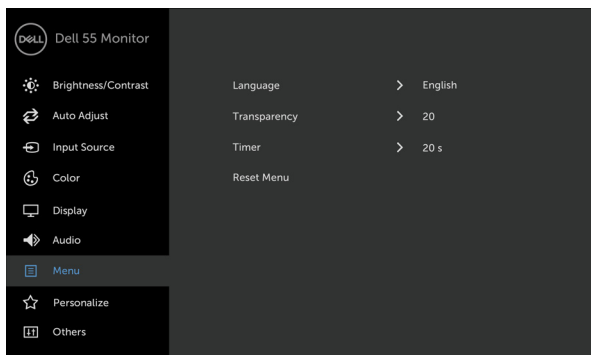 DELL Dell 55 Monitor
Brightness/Contrast
Auto Adjust
Input Source
Color
Display
Audio
Menu
Personalize
Others
Language > English
Transparency > 20
Timer > 20 s
Reset Menu